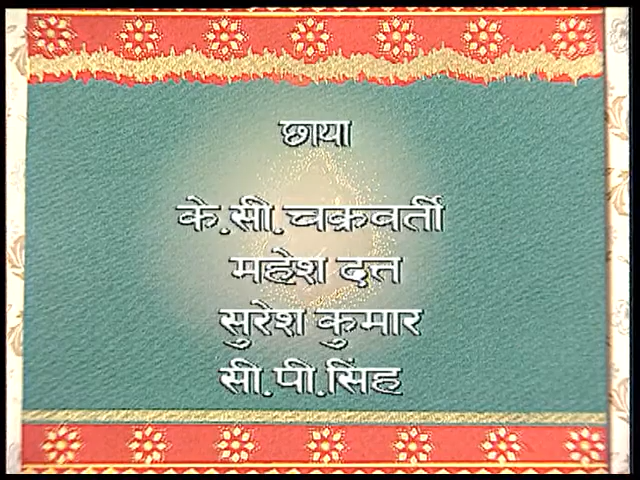 छाया
के.सी.चक्रवर्ती
महेश दत्त
सुरेश कुमार
सी.पी.सिंह